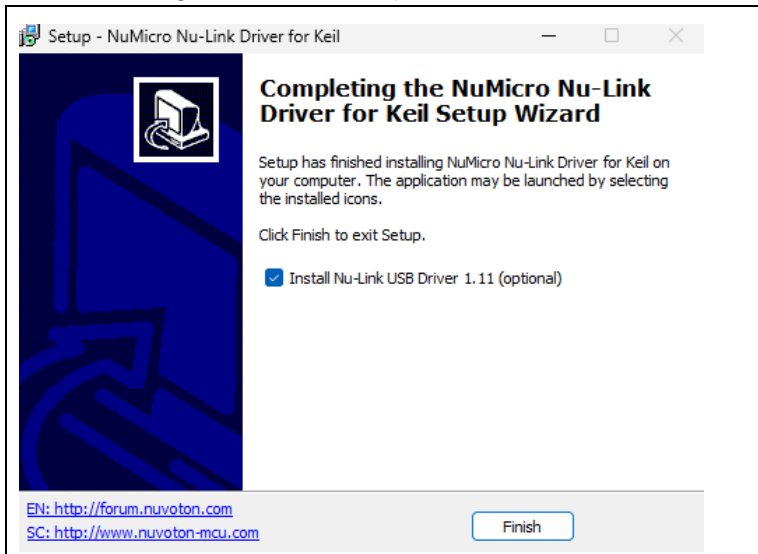 Setup - NuMicro Nu-Link Driver for Keil
Completing the NuMicro Nu-Link
Driver for Keil Setup Wizard
Setup has finished installing NuMicro Nu-Link Driver for Keil on
your computer. The application may be launched by selecting
the installed icons.
Click Finish to exit Setup.
Install Nu-Link USB Driver 1.11 (optional)
EN: http://forum.nuvoton.com
SC: http://www.nuvoton-mcu.com
Finish